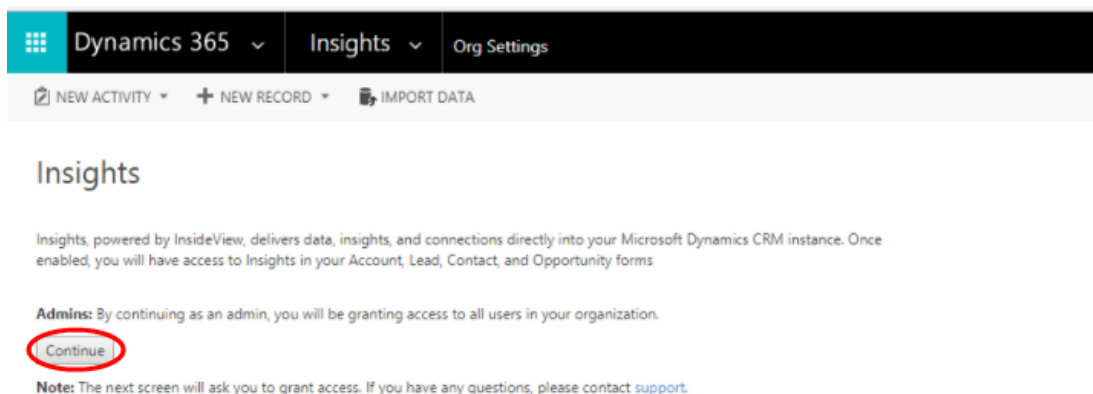 Dynamics 365 Insights Org Settings
NEW ACTIVITY NEW RECORD IMPORT DATA
Insights
Insights, powered by InsideView, delivers data, insights, and connections directly into your Microsoft Dynamics CRM instance. Once
enabled, you will have access to Insights in your Account, Lead, Contact, and Opportunity forms
Admins: By continuing as an admin, you will be granting access to all users in your organization.
Continue
Note: The next screen will ask you to grant access. If you have any questions, please contact support.